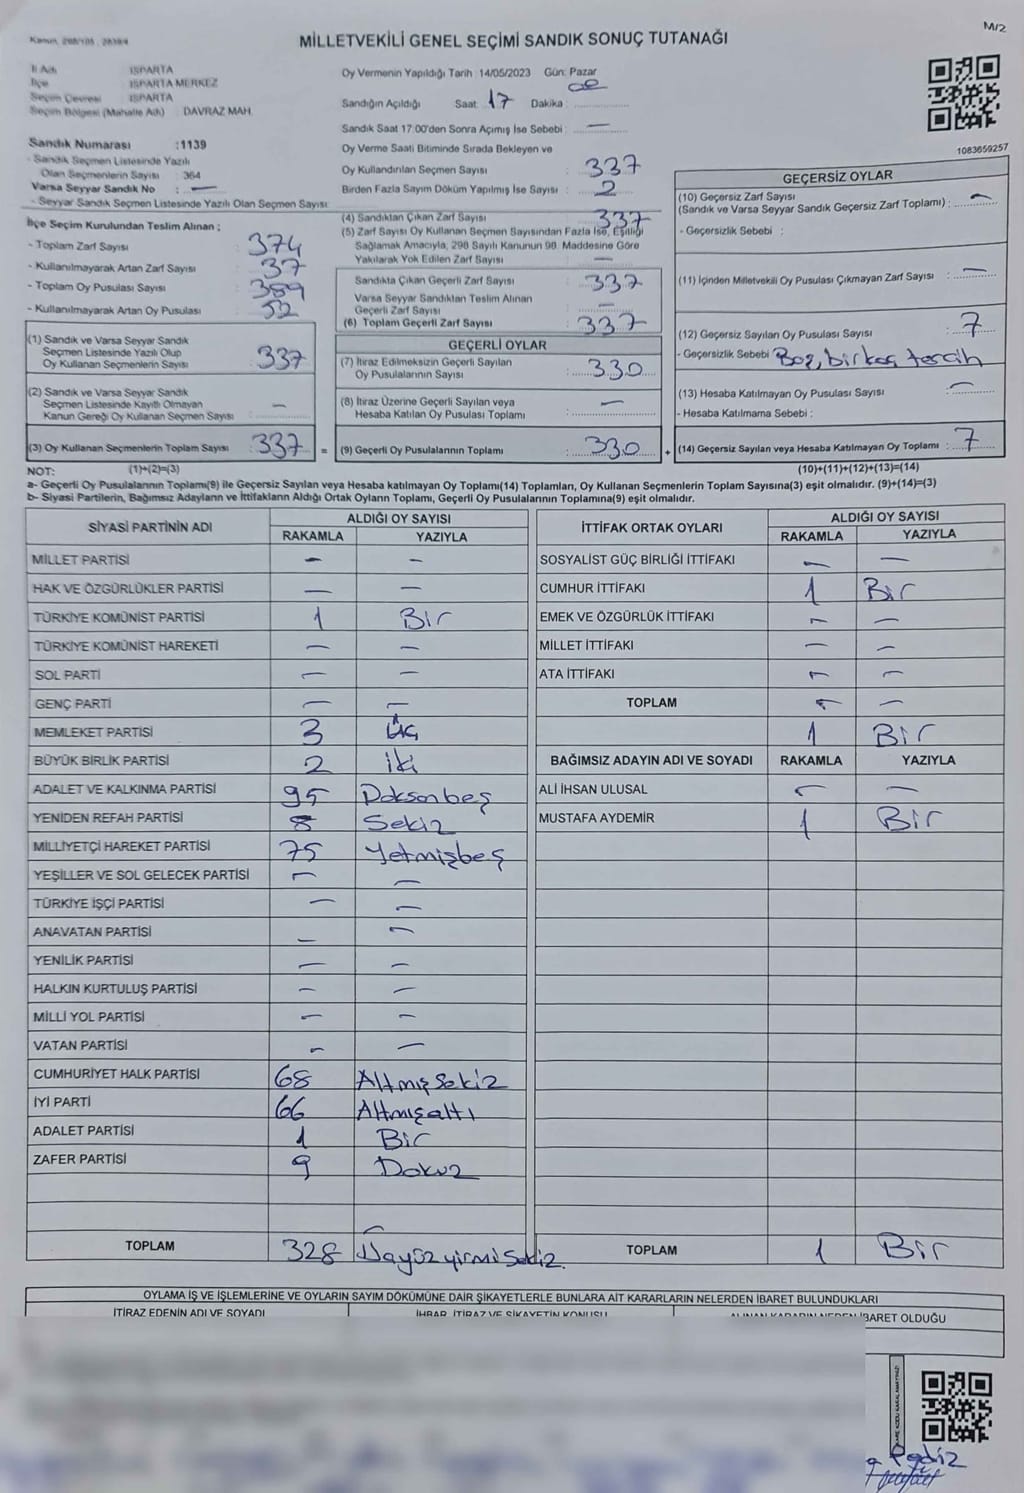 M/2
MİLLETVEKİLİ GENEL SEÇİMİ SANDIK SONUÇ TUTANAĞI
İl Adı : ISPARTA
İlçe : ISPARTA MERKEZ
Seçim Çevresi : ISPARTA
Seçim Bölgesi (Mahalle Adı) : DAVRAZ MAH.
Sandık Numarası : 1139
- Sandık Seçmen Listesinde Yazılı
Olan Seçmenlerin Sayısı : 364
Varsa Seyyar Sandık No : —
- Seyyar Sandık Seçmen Listesinde Yazılı Olan Seçmen Sayısı:
İlçe Seçim Kurulundan Teslim Alınan ;
- Toplam Zarf Sayısı : 374
- Kullanılmayarak Artan Zarf Sayısı : 37
- Toplam Oy Pusulası Sayısı : 389
- Kullanılmayarak Artan Oy Pusulası : 52
(1) Sandık ve Varsa Seyyar Sandık
Seçmen Listesinde Yazılı Olup
Oy Kullanan Seçmenlerin Sayısı : 337
(2) Sandık ve Varsa Seyyar Sandık
Seçmen Listesinde Kayıtlı Olmayan
Kanun Gereği Oy Kullanan Seçmen Sayısı : —
(3) Oy Kullanan Seçmenlerin Toplam Sayısı : 337 =
Oy Vermenin Yapıldığı Tarih : 14/05/2023 Gün: Pazar
Sandığın Açıldığı Saat: 17 Dakika :
Sandık Saat 17:00'den Sonra Açımış İse Sebebi : —
Oy Verme Saati Bitiminde Sırada Bekleyen ve
Oy Kullandırılan Seçmen Sayısı : 337
Birden Fazla Sayım Döküm Yapılmış İse Sayısı : 2
(4) Sandıktan Çıkan Zarf Sayısı : 337
(5) Zarf Sayısı Oy Kullanan Seçmen Sayısından Fazla İse, Eşitliği
Sağlamak Amacıyla, 298 Sayılı Kanunun 98. Maddesine Göre
Yakılarak Yok Edilen Zarf Sayısı : —
Sandıkta Çıkan Geçerli Zarf Sayısı : 337
Varsa Seyyar Sandıktan Teslim Alınan
Geçerli Zarf Sayısı : —
(6) Toplam Geçerli Zarf Sayısı : 337
GEÇERLİ OYLAR
(7) İtiraz Edilmeksizin Geçerli Sayılan
Oy Pusulalarının Sayısı : 330
(8) İtiraz Üzerine Geçerli Sayılan veya
Hesaba Katılan Oy Pusulası Toplamı : —
(9) Geçerli Oy Pusulalarının Toplamı : 330 +
1083659257
GEÇERSİZ OYLAR
(10) Geçersiz Zarf Sayısı
(Sandık ve Varsa Seyyar Sandık Geçersiz Zarf Toplamı) : —
- Geçersizlik Sebebi :
(11) İçinden Milletvekili Oy Pusulası Çıkmayan Zarf Sayısı : —
(12) Geçersiz Sayılan Oy Pusulası Sayısı : 7
- Geçersizlik Sebebi : Boş, birkaç tercih
(13) Hesaba Katılmayan Oy Pusulası Sayısı : —
- Hesaba Katılmama Sebebi :
(14) Geçersiz Sayılan veya Hesaba Katılmayan Oy Toplamı : 7
NOT: (1)+(2)=(3) (10)+(11)+(12)+(13)=(14)
a- Geçerli Oy Pusulalarının Toplamı(9) ile Geçersiz Sayılan veya Hesaba katılmayan Oy Toplamı(14) Toplamları, Oy Kullanan Seçmenlerin Toplam Sayısına(3) eşit olmalıdır. (9)+(14)=(3)
b- Siyasi Partilerin, Bağımsız Adayların ve İttifakların Aldığı Oyların Toplamı, Geçerli Oy Pusulalarının Toplamına(9) eşit olmalıdır.
SİYASİ PARTİNİN ADI ALDIĞI OY SAYISI
RAKAMLA YAZIYLA
MİLLET PARTİSİ — —
HAK VE ÖZGÜRLÜKLER PARTİSİ — —
TÜRKİYE KOMÜNİST PARTİSİ 1 Bir
TÜRKİYE KOMÜNİST HAREKETİ — —
SOL PARTİ — —
GENÇ PARTİ — —
MEMLEKET PARTİSİ 3 Üç
BÜYÜK BİRLİK PARTİSİ 2 iki
ADALET VE KALKINMA PARTİSİ 95 Doksanbeş
YENİDEN REFAH PARTİSİ 8 Sekiz
MİLLİYETÇİ HAREKET PARTİSİ 75 Yetmişbeş
YEŞİLLER VE SOL GELECEK PARTİSİ — —
TÜRKİYE İŞÇİ PARTİSİ — —
ANAVATAN PARTİSİ — —
YENİLİK PARTİSİ — —
HALKIN KURTULUŞ PARTİSİ — —
MİLLİ YOL PARTİSİ — —
VATAN PARTİSİ — —
CUMHURİYET HALK PARTİSİ 68 Altmışsekiz
İYİ PARTİ 66 Altmışaltı
ADALET PARTİSİ 1 Bir
ZAFER PARTİSİ 9 Dokuz
TOPLAM 328 Üçyüzyirmisekiz.
İTTİFAK ORTAK OYLARI ALDIĞI OY SAYISI
RAKAMLA YAZIYLA
SOSYALİST GÜÇ BİRLİĞİ İTTİFAKI — —
CUMHUR İTTİFAKI 1 Bir
EMEK VE ÖZGÜRLÜK İTTİFAKI — —
MİLLET İTTİFAKI — —
ATA İTTİFAKI — —
TOPLAM — —
1 Bir
BAĞIMSIZ ADAYIN ADI VE SOYADI RAKAMLA YAZIYLA
ALİ İHSAN ULUSAL — —
MUSTAFA AYDEMİR 1 Bir
TOPLAM 1 Bir
OYLAMA İŞ VE İŞLEMLERİNE VE OYLARIN SAYIM DÖKÜMÜNE DAİR ŞİKAYETLERLE BUNLARA AİT KARARLARIN NELERDEN İBARET BULUNDUKLARI
İTİRAZ EDENİN ADI VE SOYADI İHBAR, İTİRAZ VE ŞİKAYETİN KONUSU ALINAN KARARIN NEDEN İBARET OLDUĞU